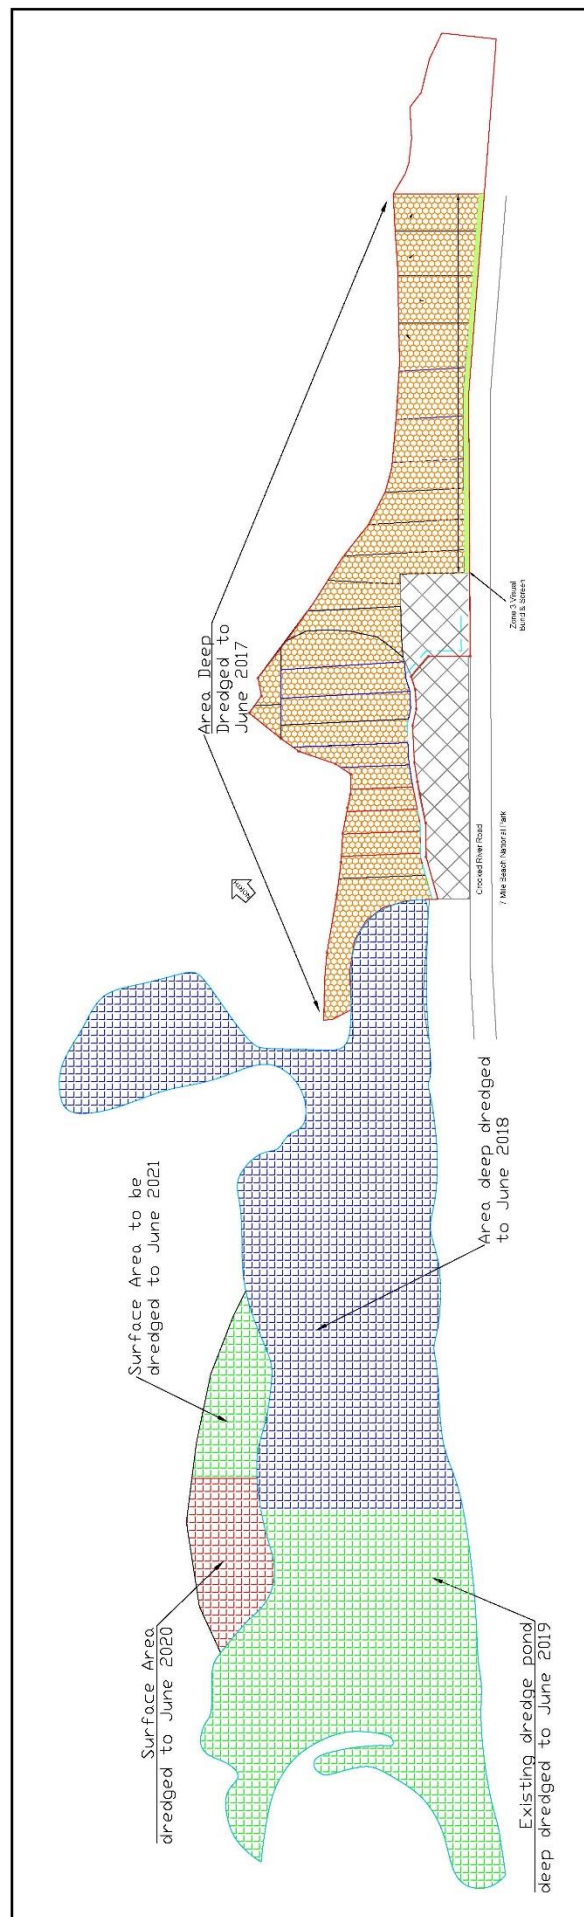 Area Deep
Dredged to
June 2017
Zone 3 Visual
Bund & Screen
Crooked River Road
7 Mile Beach National Park
NORTH
Surface Area to be
dredged to June 2021
Area deep dredged
to June 2018
Surface Area
dredged to June 2020
Existing dredge pond
deep dredged to June 2019